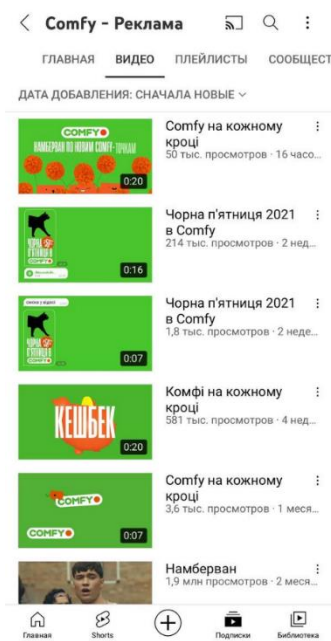 Comfy - Реклама
ГЛАВНАЯ ВИДЕО ПЛЕЙЛИСТЫ СООБЩЕСТ
ДАТА ДОБАВЛЕНИЯ: СНАЧАЛА НОВЫЕ
COMFY
НАМБЕРВАН ПО НОВИМ COMFY-ТОЧКАМ
0:20
Comfy на кожному
кроці
50 тыс. просмотров · 16 часо...
ЧОРНА
П'ЯТНИЦЯ В
COMFY
0:16
Чорна п'ятниця 2021
в Comfy
214 тыс. просмотров · 2 нед...
ЧОРНА
П'ЯТНИЦЯ В
COMFY
0:07
Чорна п'ятниця 2021
в Comfy
1,8 тыс. просмотров · 2 неде...
КЕШБЕК
0:20
Комфі на кожному
кроці
581 тыс. просмотров · 4 нед...
COMFY
COMFY
0:07
Comfy на кожному
кроці
3,6 тыс. просмотров · 1 меся...
Намберван
1,9 млн просмотров · 2 меся...
Главная Shorts Подписки Библиотека